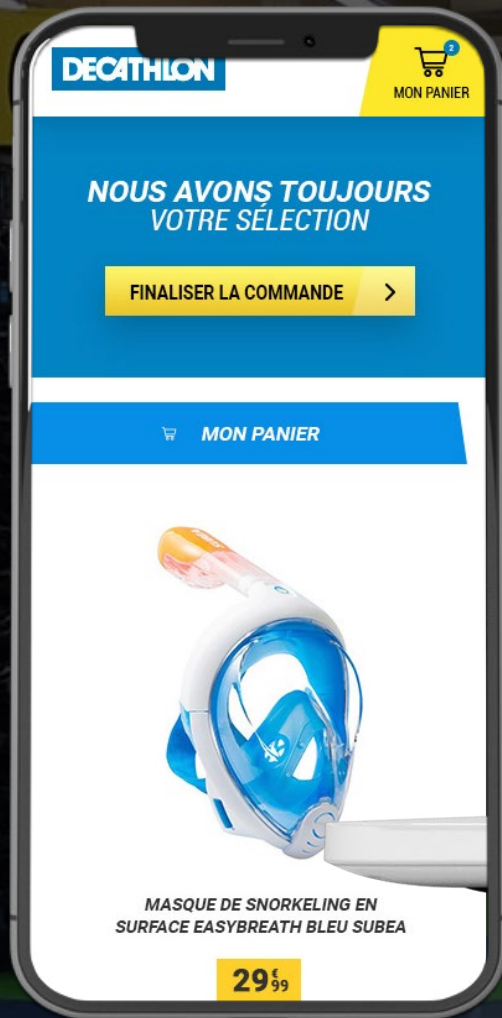 DECATHLON
2
MON PANIER
NOUS AVONS TOUJOURS
VOTRE SÉLECTION
FINALISER LA COMMANDE
MON PANIER
MASQUE DE SNORKELING EN
SURFACE EASYBREATH BLEU SUBEA
29€99